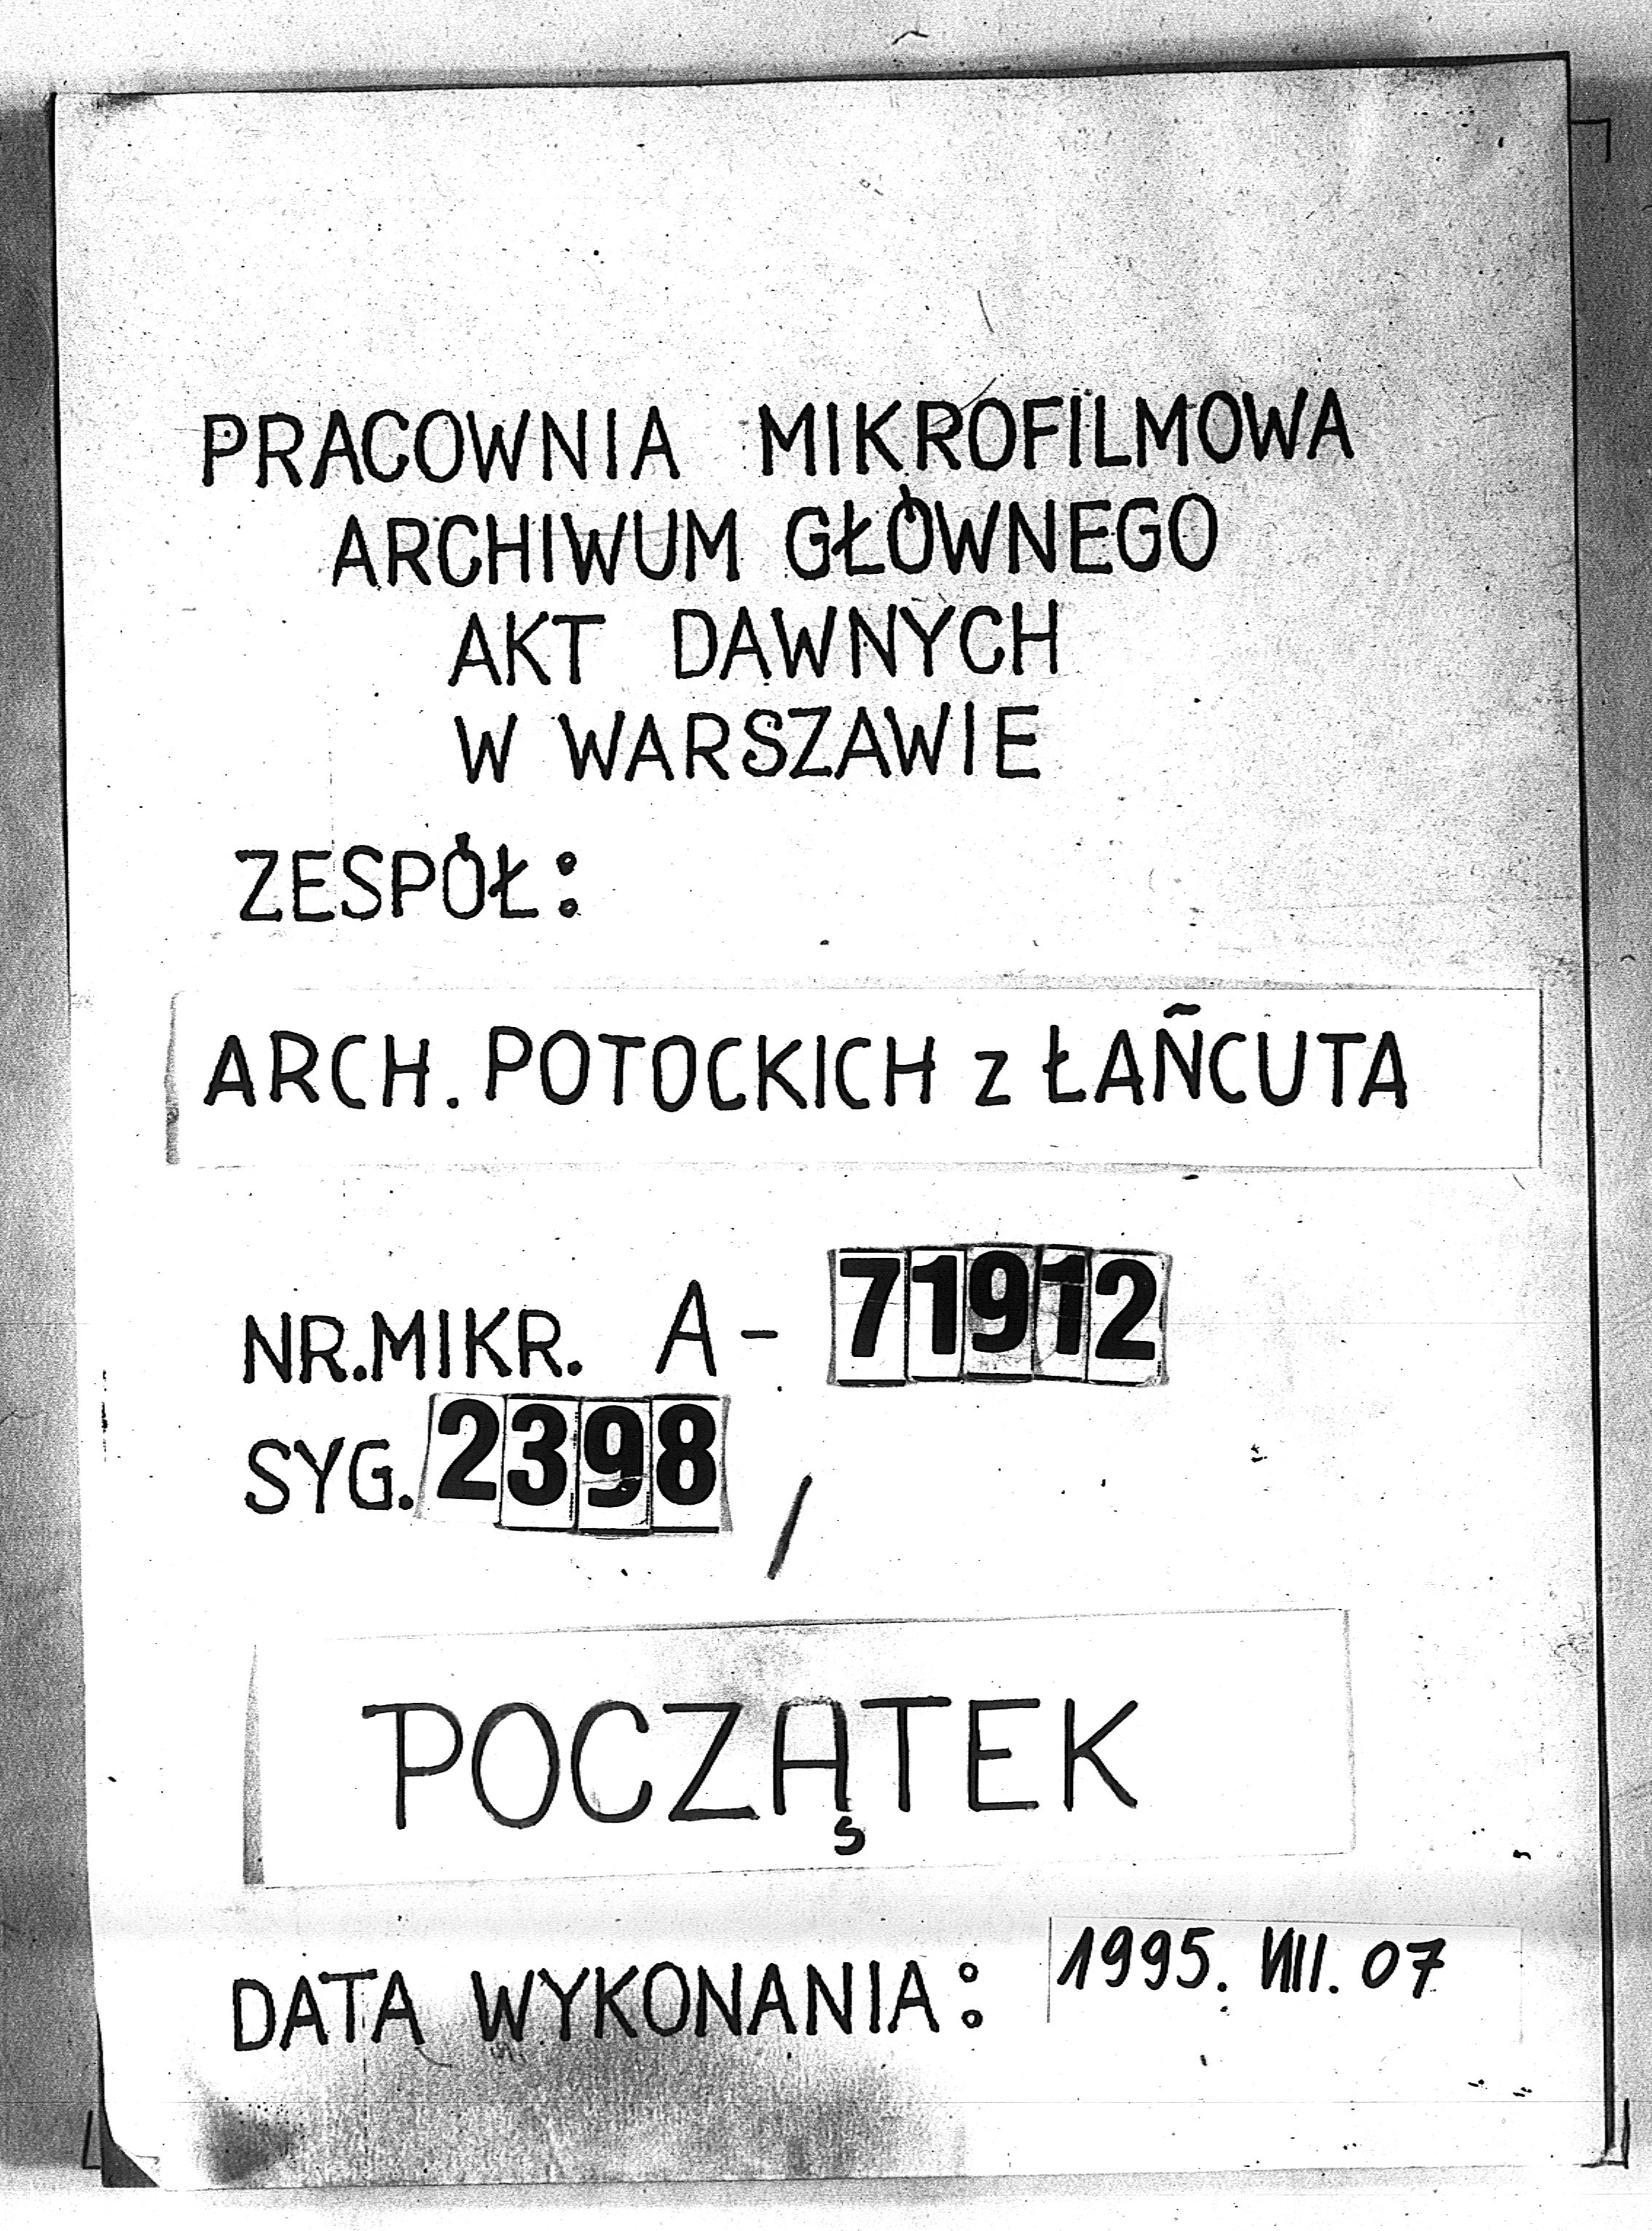 PRACOWNIA MIKROFILMOWA
ARCHIWUM GŁÓWNEGO
AKT DAWNYCH
W WARSZAWIE
ZESPÓŁ:
ARCH. POTOCKICH z ŁAŃCUTA
NR.MIKR. A- 71912
SYG. 2398 /
POCZĄTEK
DATA WYKONANIA: 1995. VIII. 07